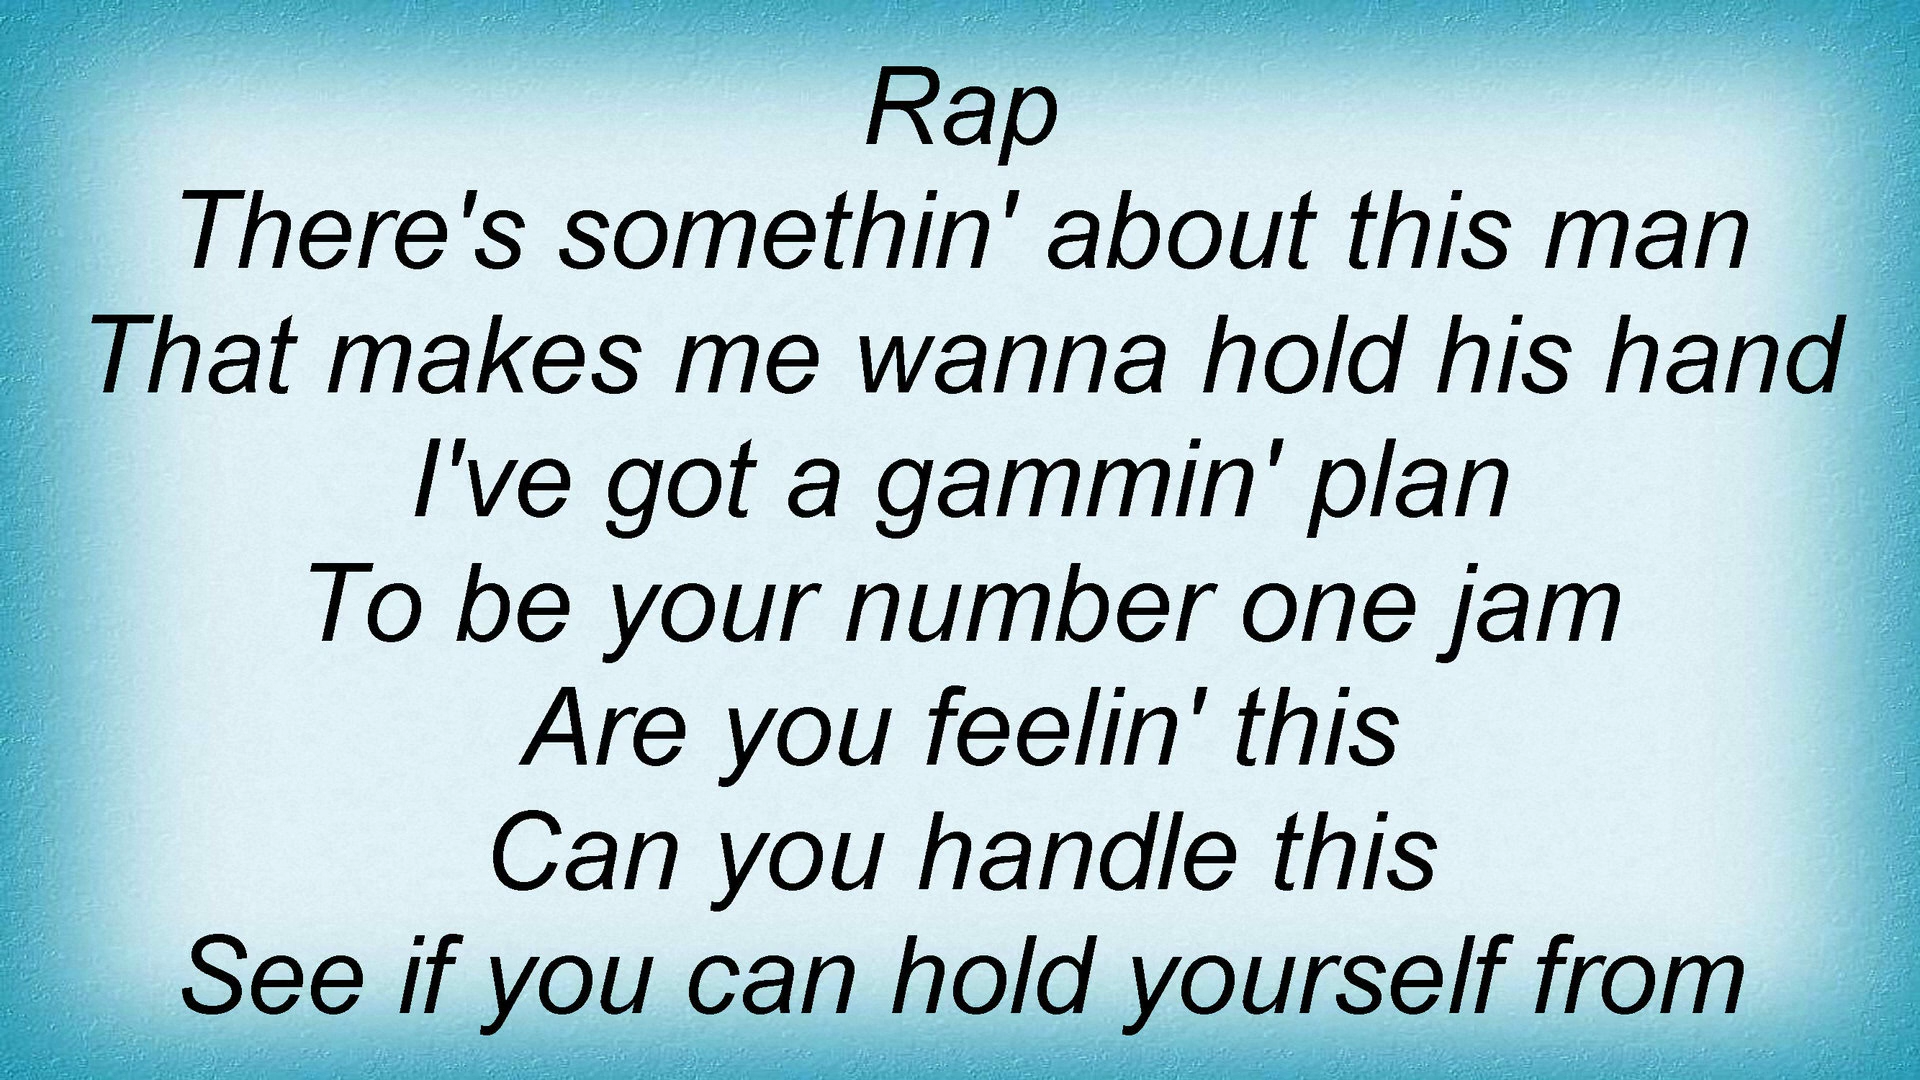 Rap
There's somethin' about this man
That makes me wanna hold his hand
I've got a gammin' plan
To be your number one jam
Are you feelin' this
Can you handle this
See if you can hold yourself from